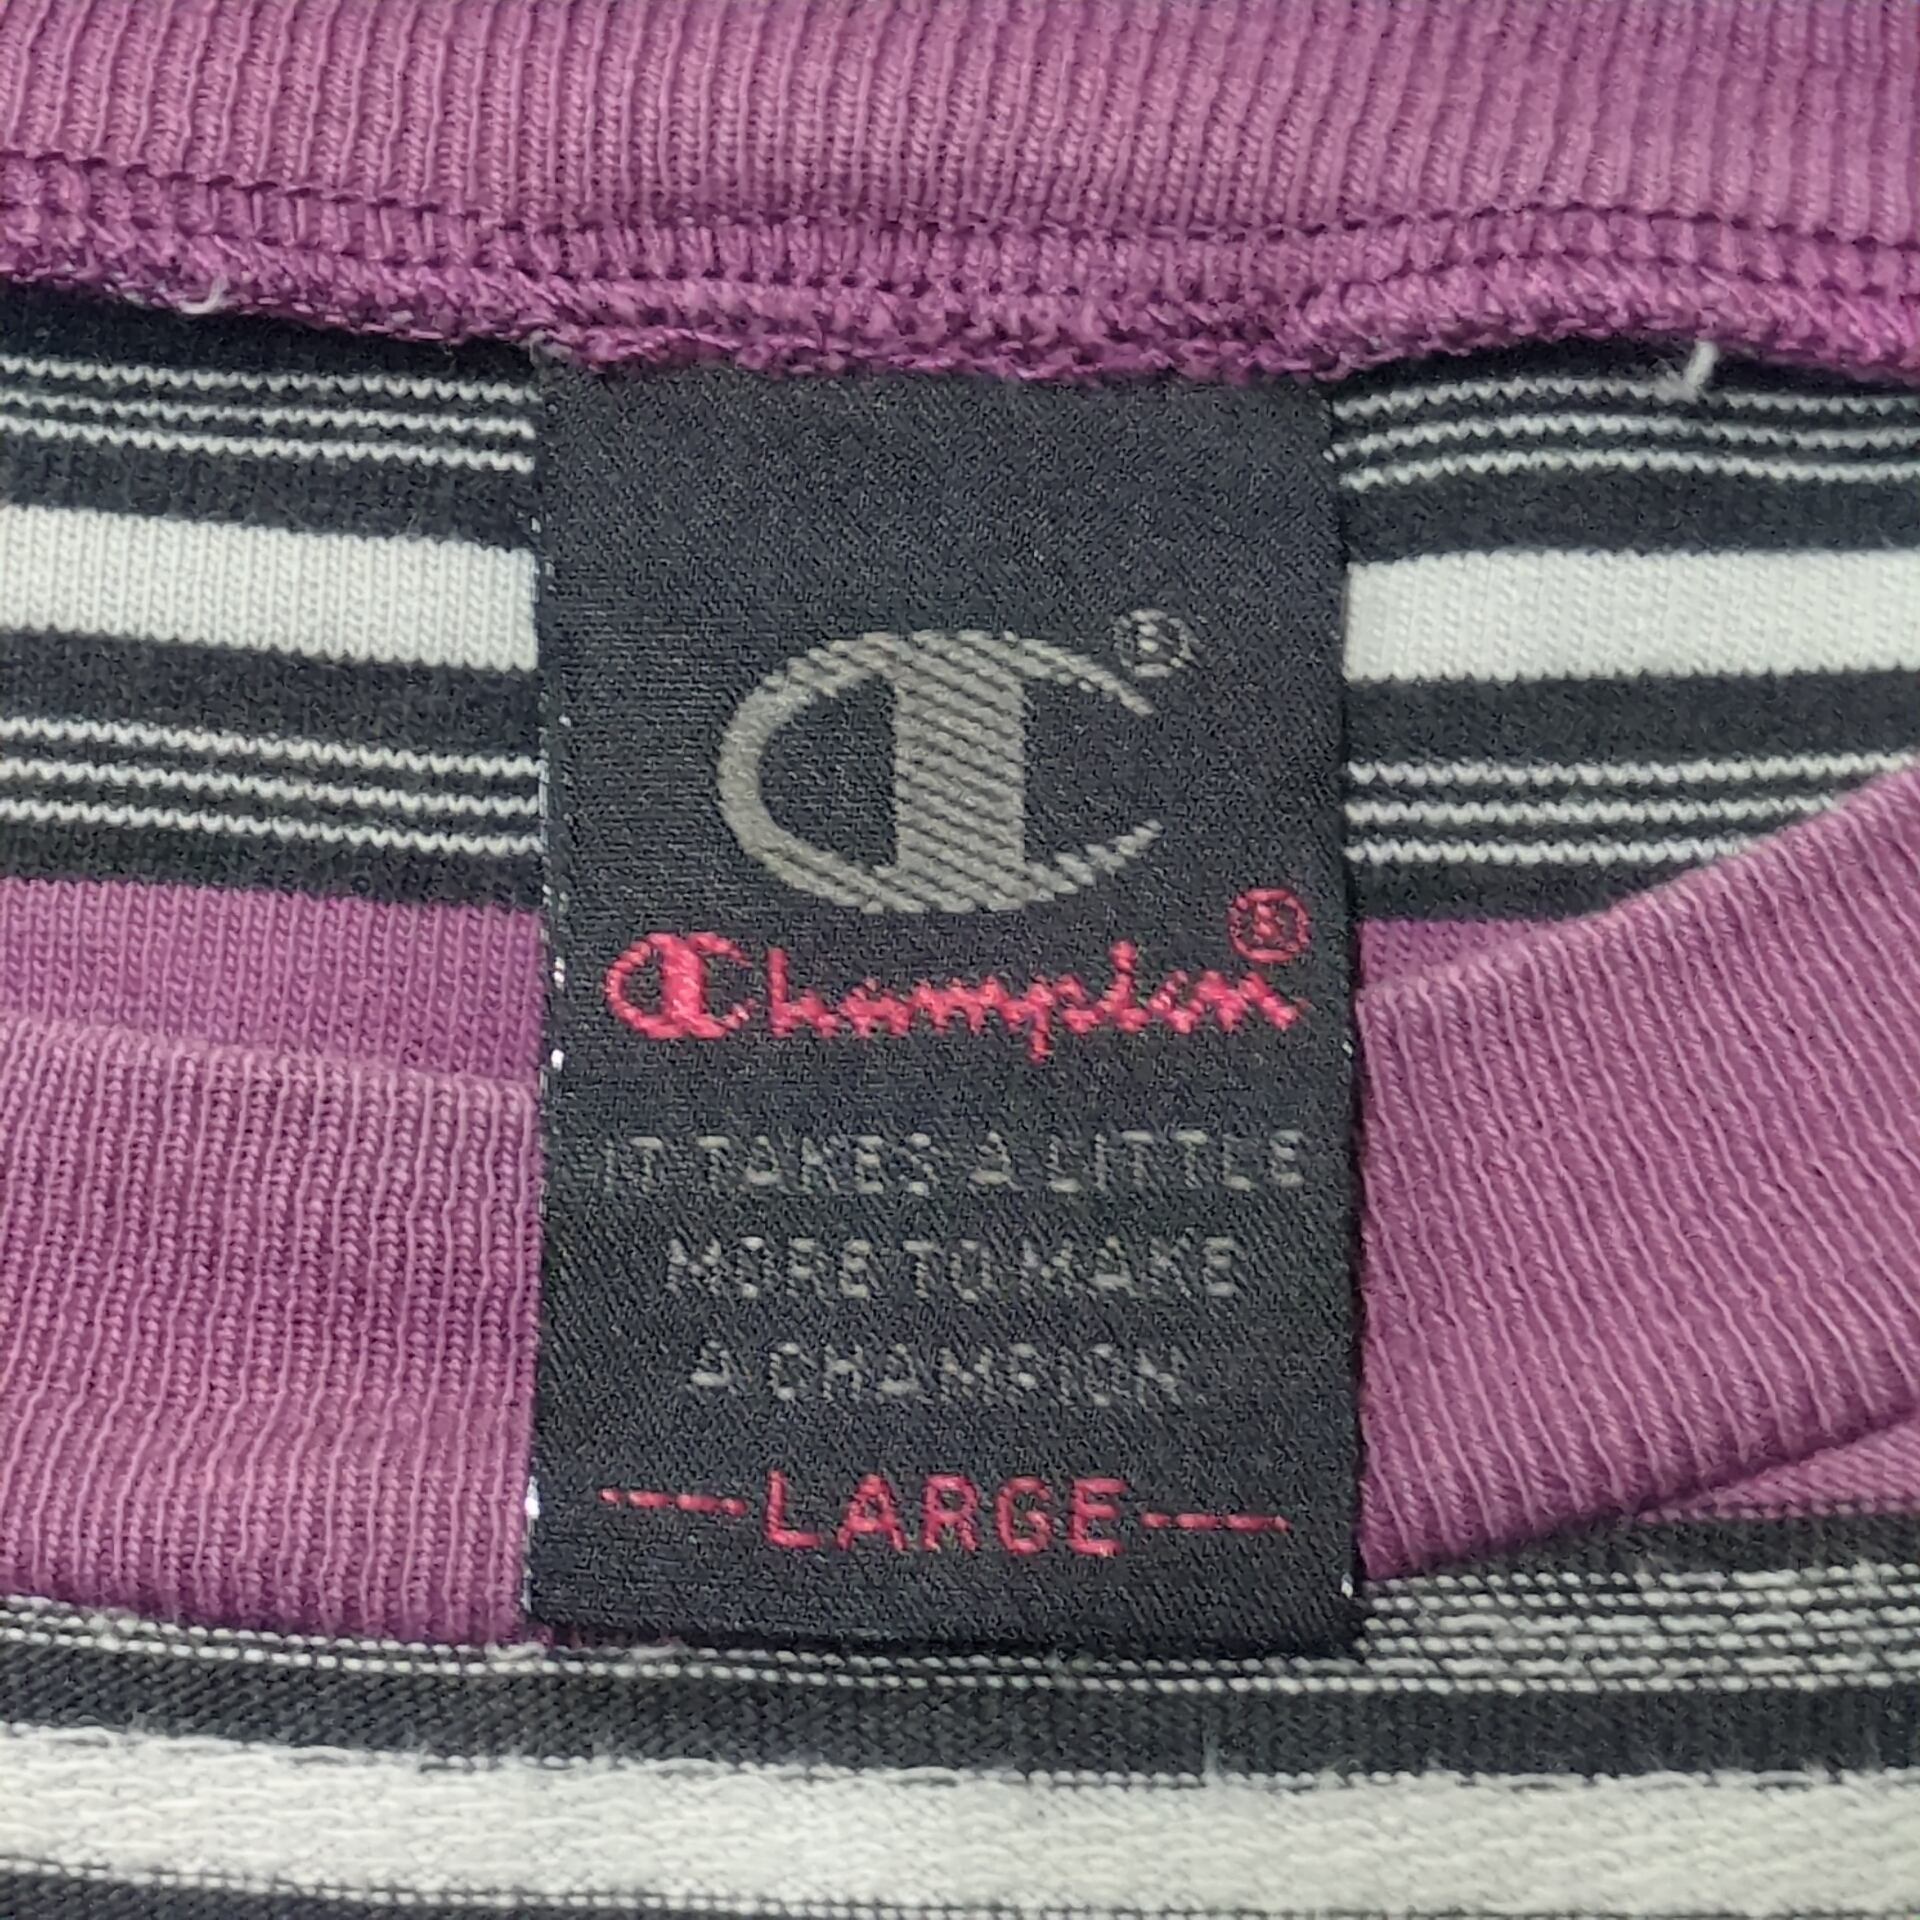 C®
Champion®
IT TAKES A LITTLE
MORE TO MAKE
A CHAMPION.
LARGE